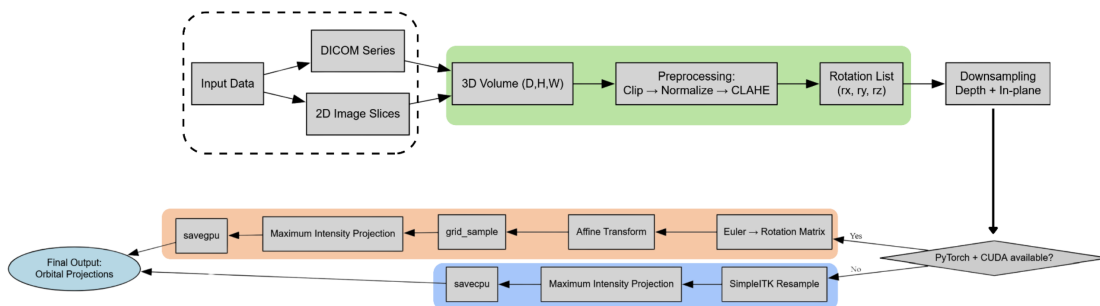 Input Data
DICOM Series
2D Image Slices
3D Volume (D,H,W)
Preprocessing:
Clip → Normalize → CLAHE
Rotation List
(rx, ry, rz)
Downsampling
Depth + In-plane
PyTorch + CUDA available?
Yes
Euler → Rotation Matrix
Affine Transform
grid_sample
Maximum Intensity Projection
savegpu
No
SimpleITK Resample
Maximum Intensity Projection
savecpu
Final Output:
Orbital Projections